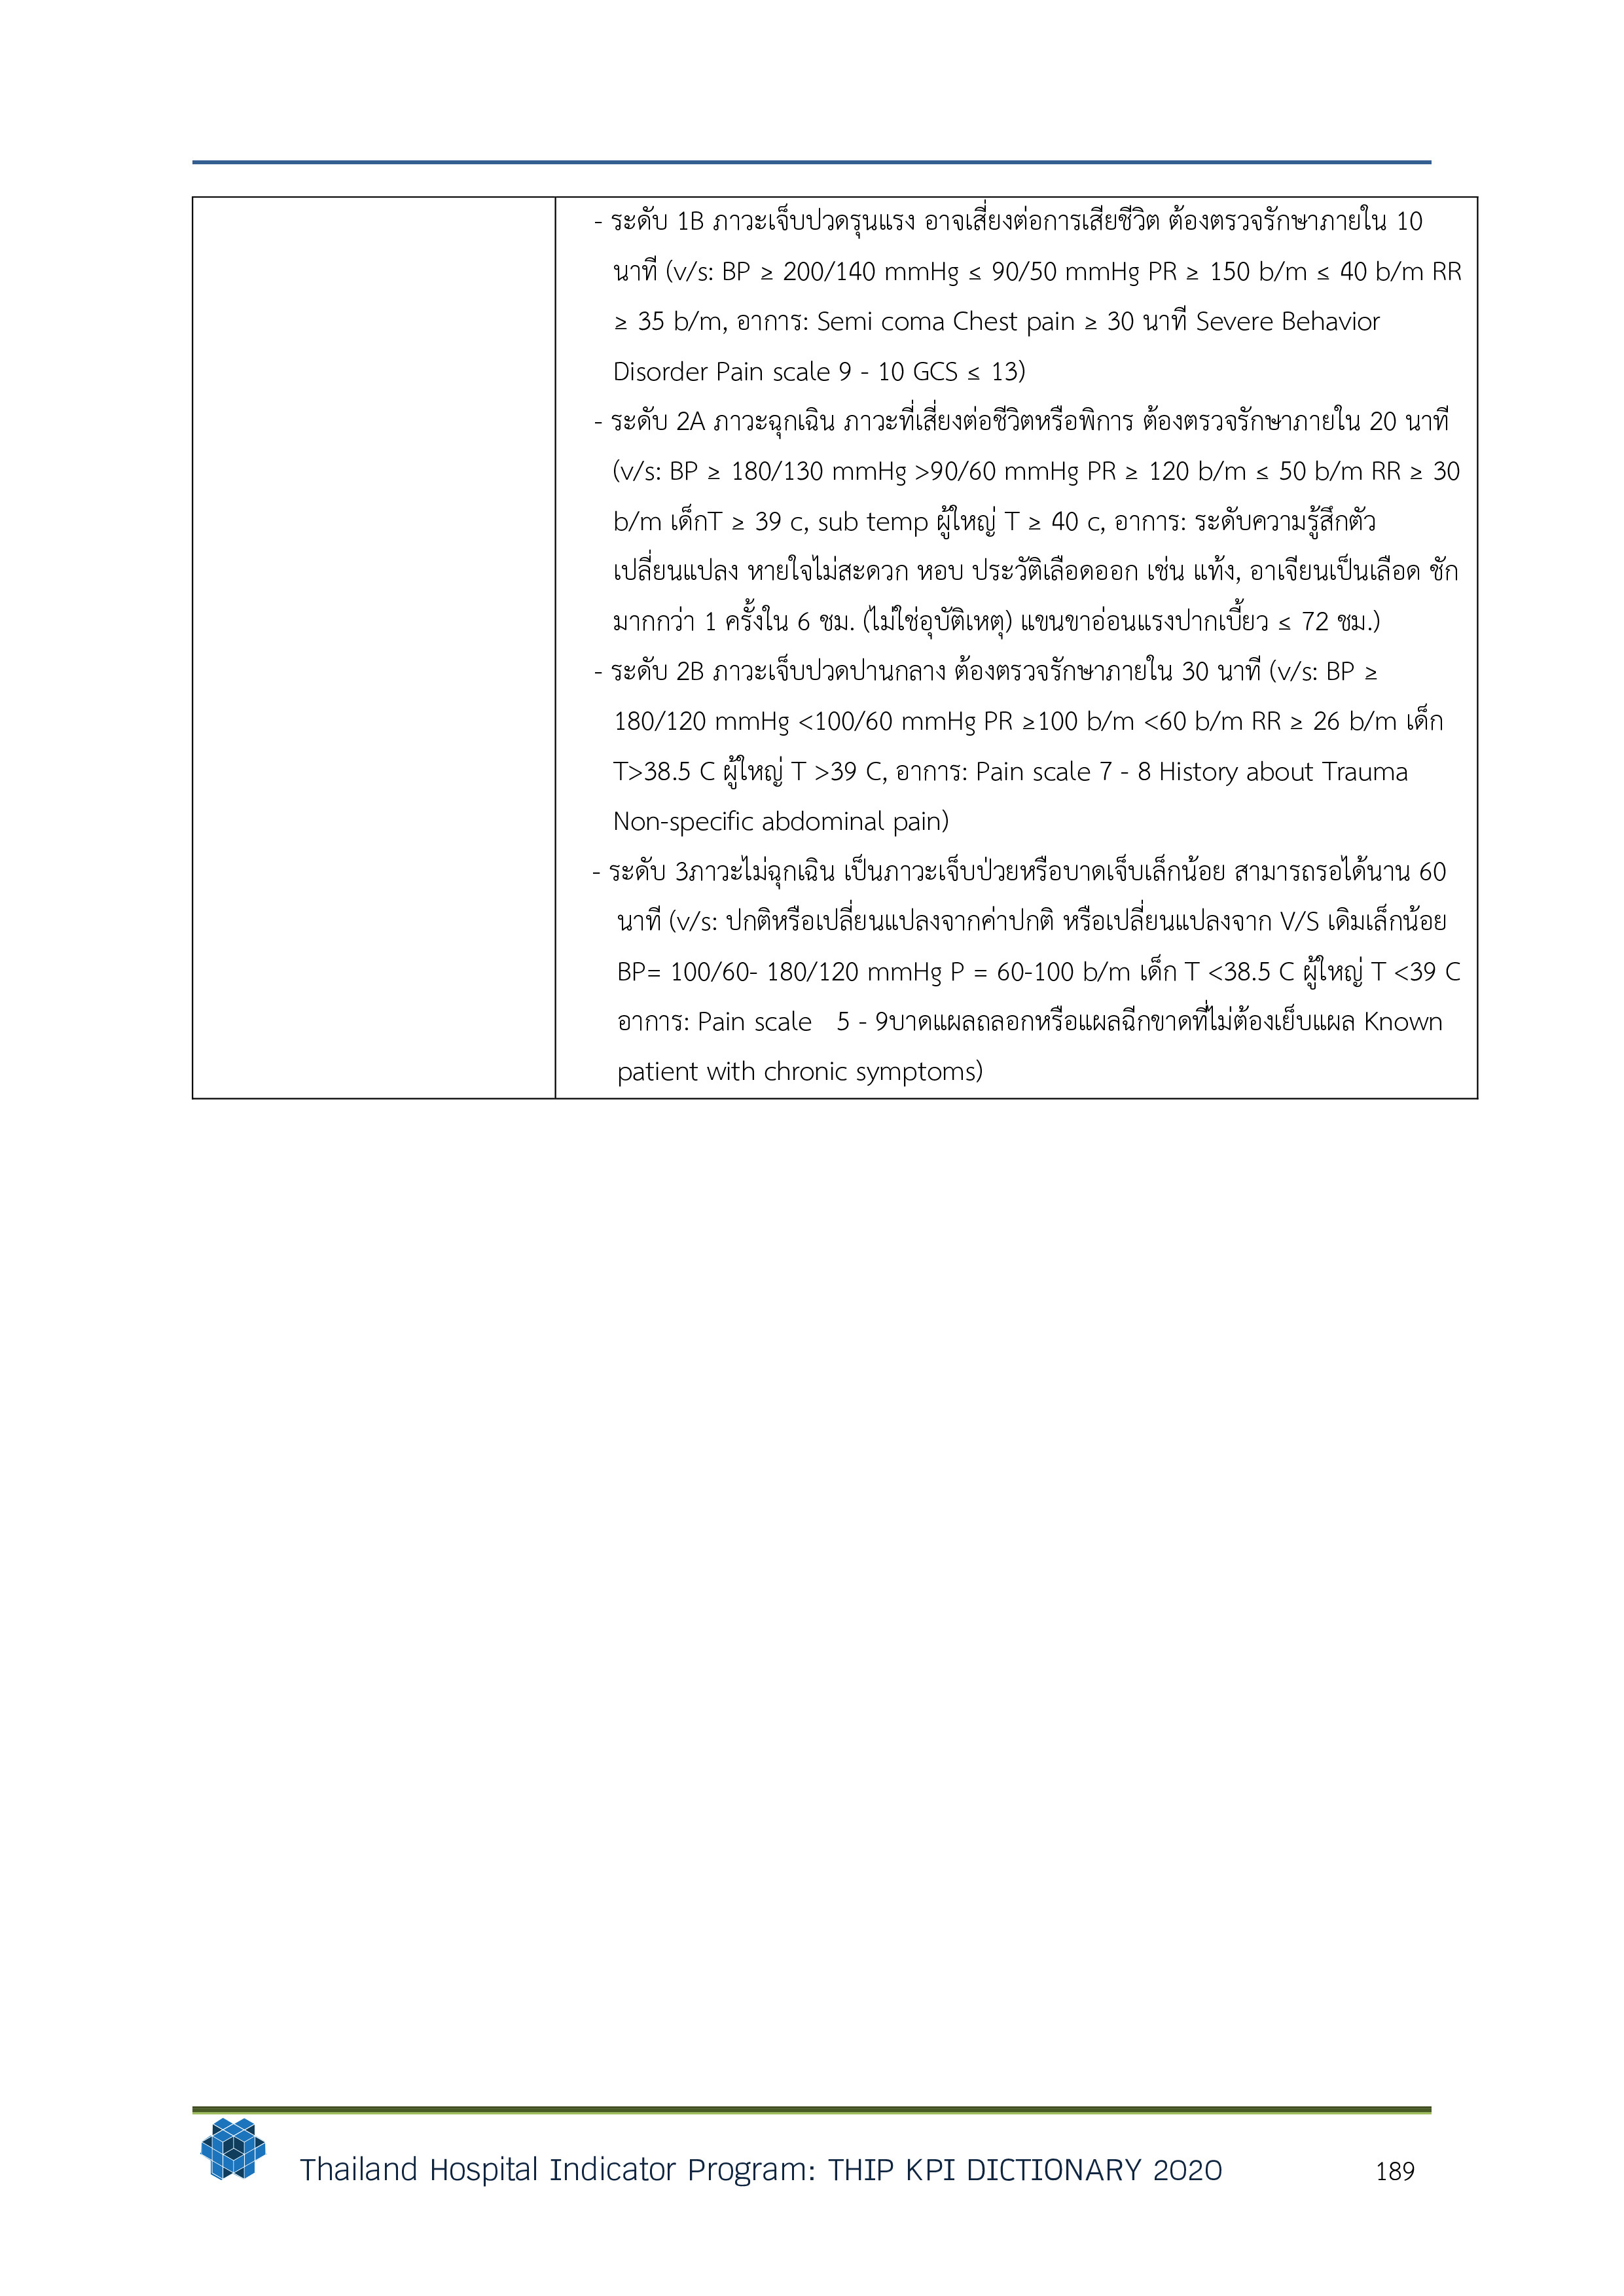 - ระดับ 1B ภาวะเจ็บปวดรุนแรง อาจเสี่ยงต่อการเสียชีวิต ต้องตรวจรักษาภายใน 10
นาที (v/s: BP ≥ 200/140 mmHg ≤ 90/50 mmHg PR ≥ 150 b/m ≤ 40 b/m RR
≥ 35 b/m, อาการ: Semi coma Chest pain ≥ 30 นาที Severe Behavior
Disorder Pain scale 9 - 10 GCS ≤ 13)
- ระดับ 2A ภาวะฉุกเฉิน ภาวะที่เสี่ยงต่อชีวิตหรือพิการ ต้องตรวจรักษาภายใน 20 นาที
(v/s: BP ≥ 180/130 mmHg >90/60 mmHg PR ≥ 120 b/m ≤ 50 b/m RR ≥ 30
b/m เด็กT ≥ 39 c, sub temp ผู้ใหญ่ T ≥ 40 c, อาการ: ระดับความรู้สึกตัว
เปลี่ยนแปลง หายใจไม่สะดวก หอบ ประวัติเลือดออก เช่น แท้ง, อาเจียนเป็นเลือด ชัก
มากกว่า 1 ครั้งใน 6 ชม. (ไม่ใช่อุบัติเหตุ) แขนขาอ่อนแรงปากเบี้ยว ≤ 72 ชม.)
- ระดับ 2B ภาวะเจ็บปวดปานกลาง ต้องตรวจรักษาภายใน 30 นาที (v/s: BP ≥
180/120 mmHg <100/60 mmHg PR ≥100 b/m <60 b/m RR ≥ 26 b/m เด็ก
T>38.5 C ผู้ใหญ่ T >39 C, อาการ: Pain scale 7 - 8 History about Trauma
Non-specific abdominal pain)
- ระดับ 3ภาวะไม่ฉุกเฉิน เป็นภาวะเจ็บป่วยหรือบาดเจ็บเล็กน้อย สามารถรอได้นาน 60
นาที (v/s: ปกติหรือเปลี่ยนแปลงจากค่าปกติ หรือเปลี่ยนแปลงจาก V/S เดิมเล็กน้อย
BP= 100/60- 180/120 mmHg P = 60-100 b/m เด็ก T <38.5 C ผู้ใหญ่ T <39 C
อาการ: Pain scale   5 - 9บาดแผลถลอกหรือแผลฉีกขาดที่ไม่ต้องเย็บแผล Known
patient with chronic symptoms)
Thailand Hospital Indicator Program: THIP KPI DICTIONARY 2020 189